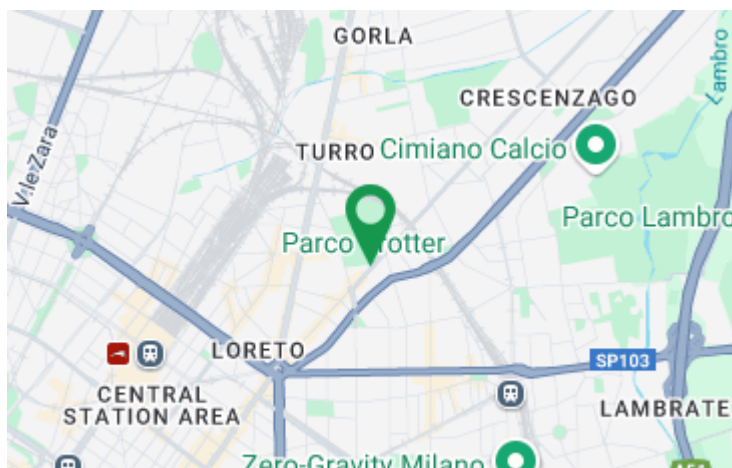 GORLA
CRESCENZAGO
Lambro
V.le Zara
TURRO
Cimiano Calcio
Parco Lambro
Parco Trotter
LORETO
SP103
CENTRAL
STATION AREA
LAMBRATE
Zero-Gravity Milano